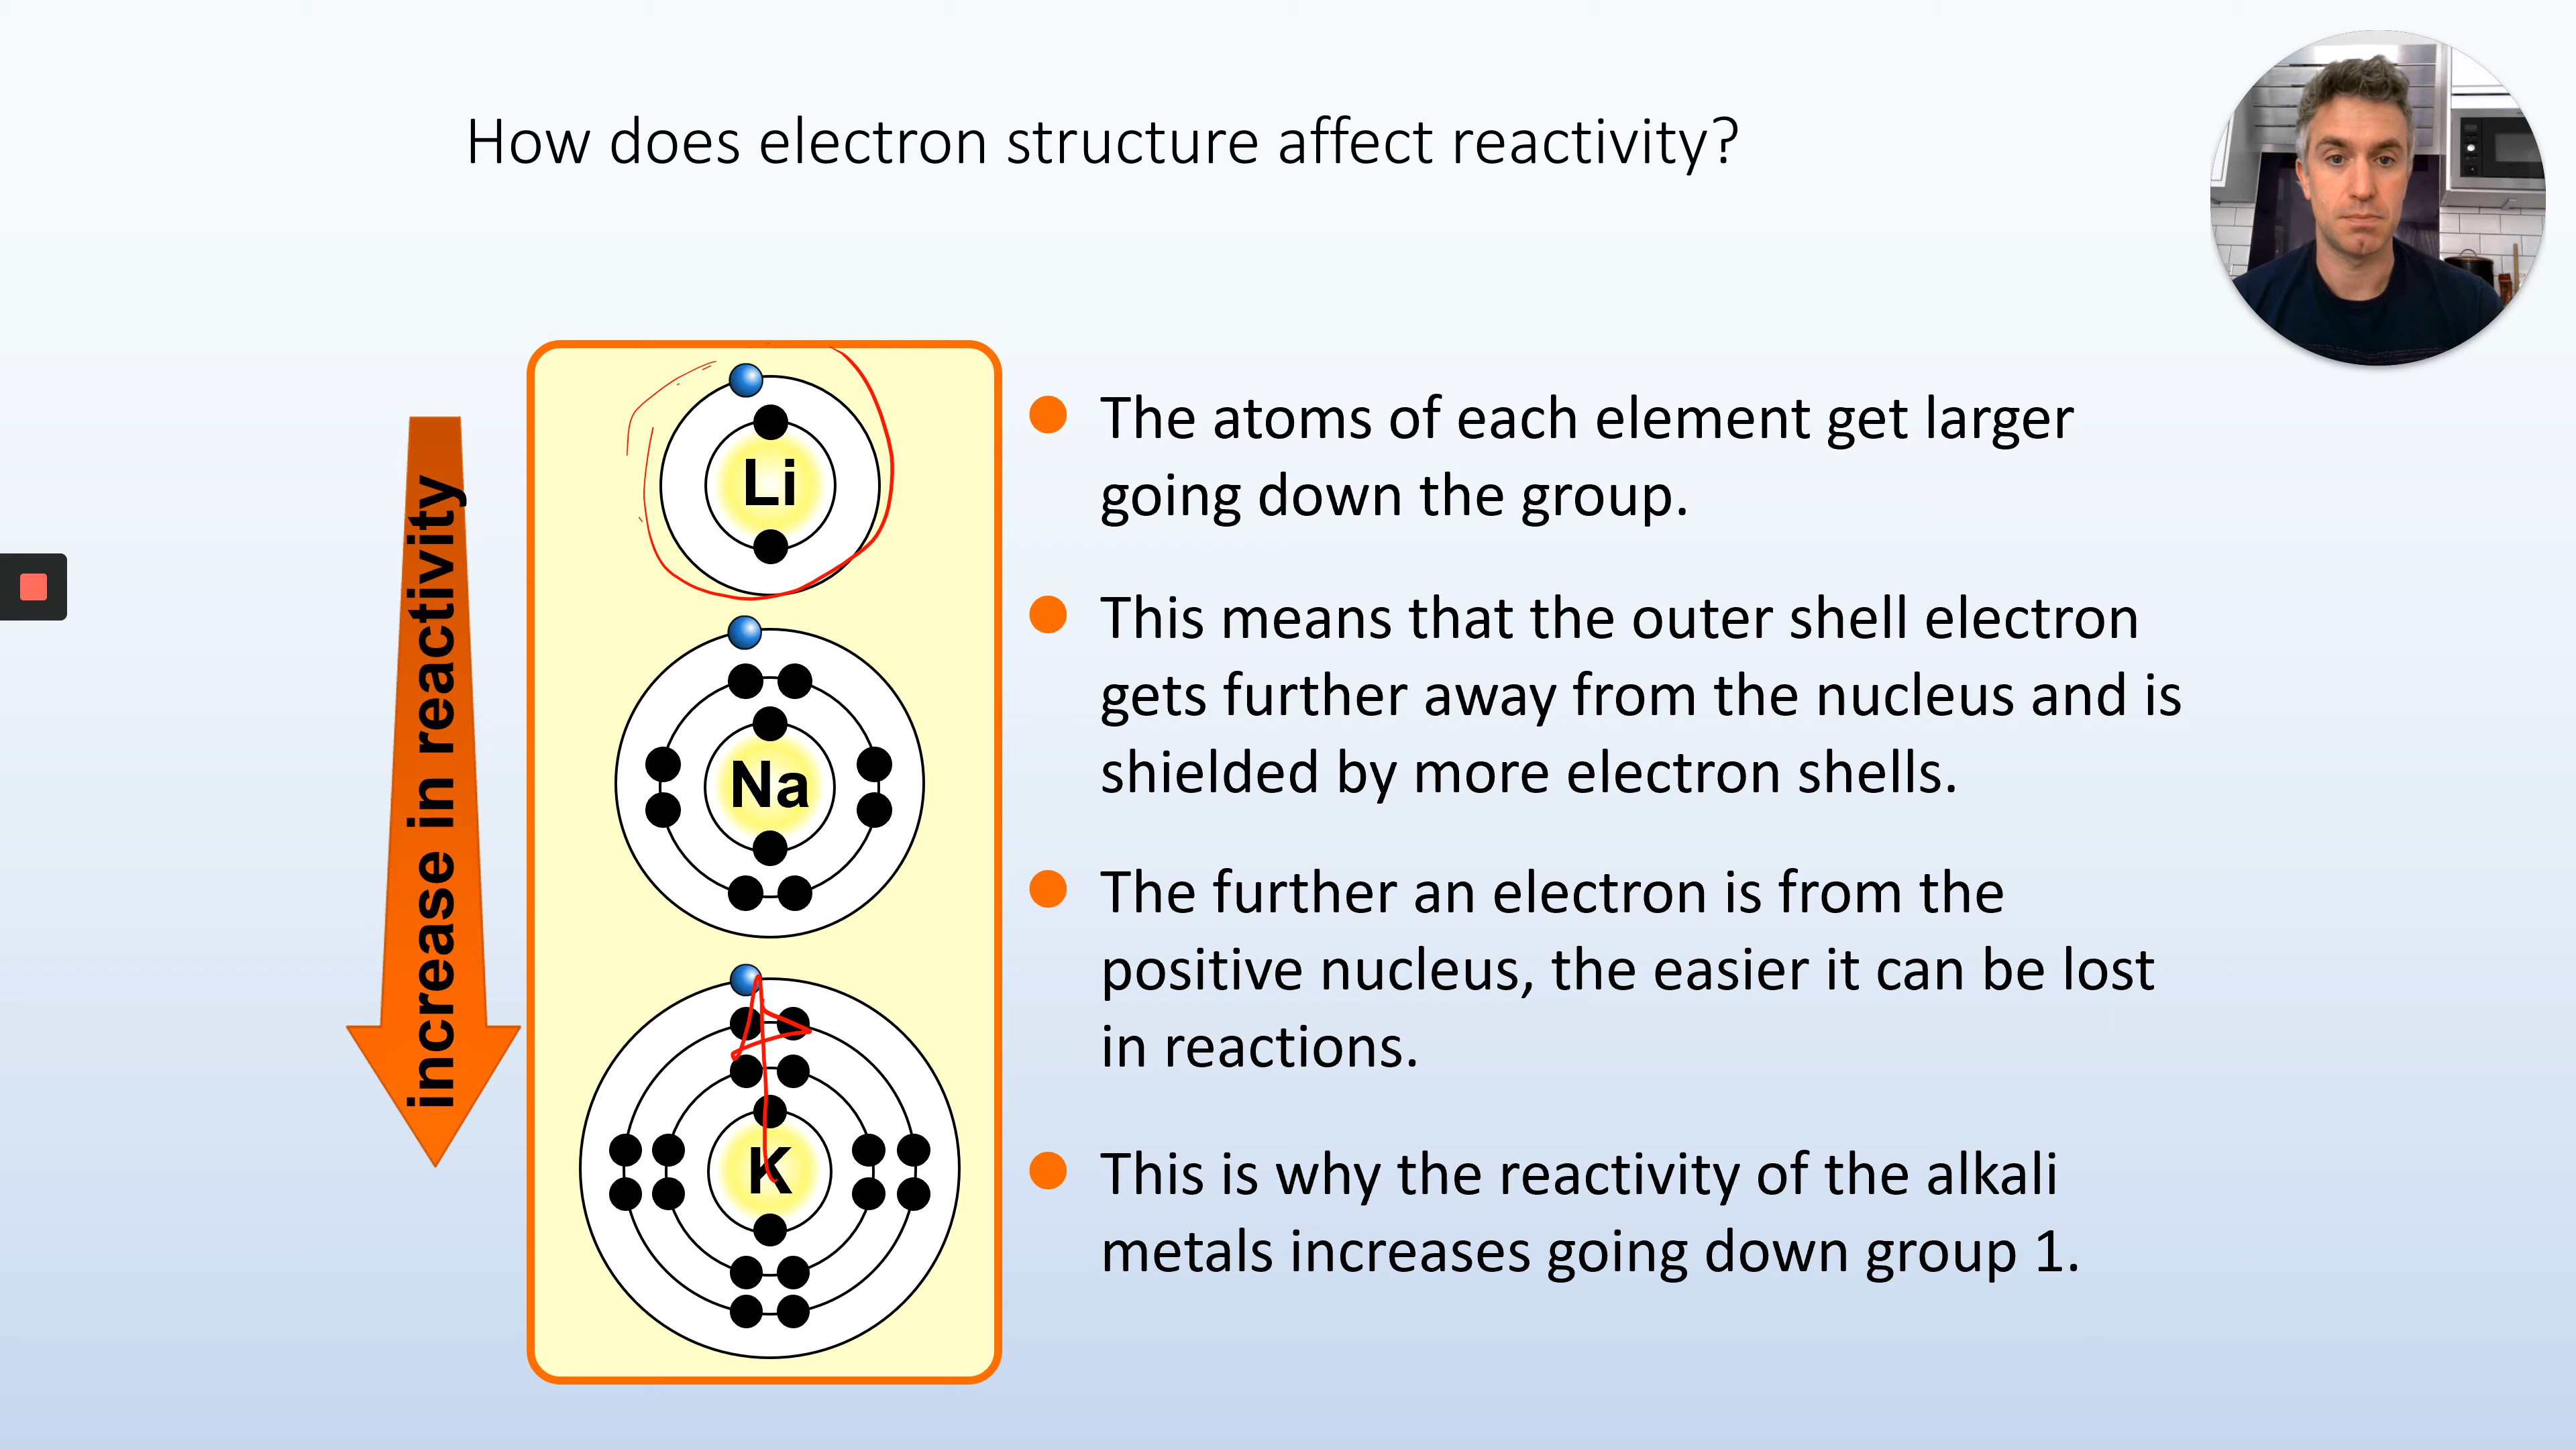 How does electron structure affect reactivity?
increase in reactivity
Li
Na
K
The atoms of each element get larger
going down the group.
This means that the outer shell electron
gets further away from the nucleus and is
shielded by more electron shells.
The further an electron is from the
positive nucleus, the easier it can be lost
in reactions.
This is why the reactivity of the alkali
metals increases going down group 1.